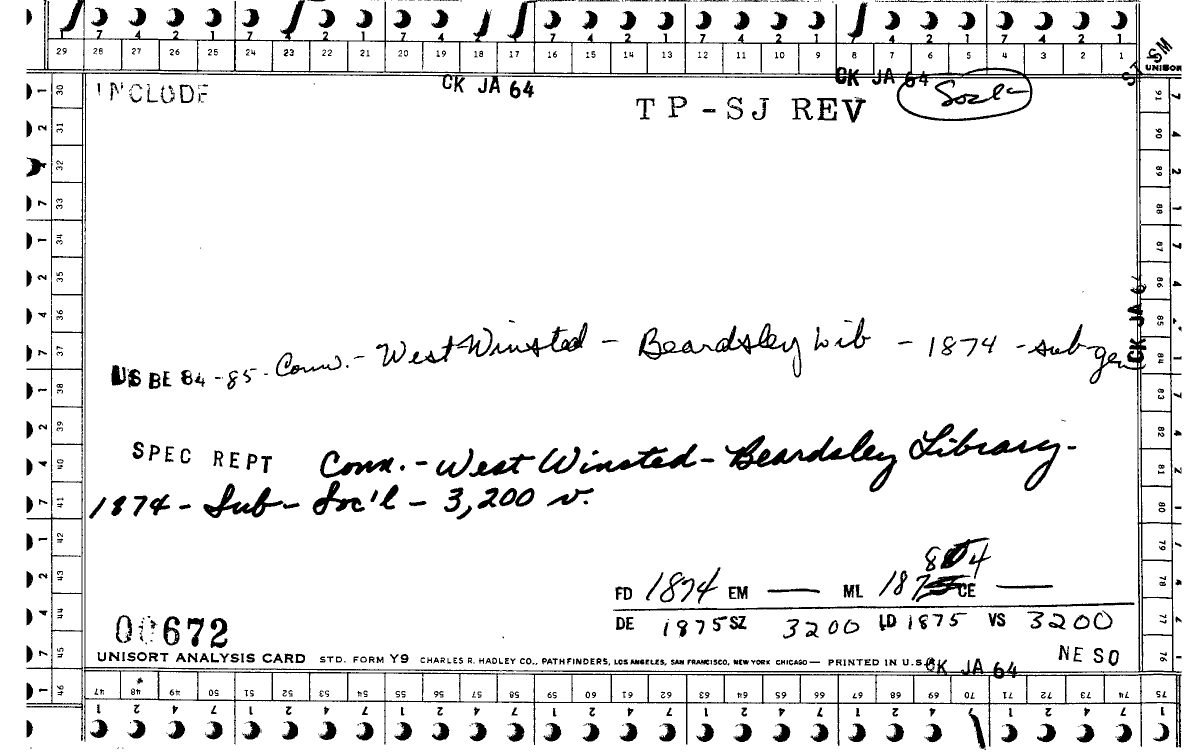 7 4 2 1 7 4 2 1 7 4 2 1 7 4 2 1 7 4 2 1 7 4 2 1 7 4 2 1
29 28 27 26 25 24 23 22 21 20 19 18 17 16 15 14 13 12 11 10 9 8 7 6 5 4 3 2 1
UNISORT
INCLUDE
CK JA 64
CK JA 64
TP-SJ REV
Soc'l
US BE 84-85- Conn. - West Winsted - Beardsley Lib - 1874 - sub-gen
CK JA 64
SPEC REPT Conn. - West Winsted - Beardsley Library -
1874 - Sub - Soc'l - 3,200 v.
FD 1874 EM — ML CE —
DE 1875 SZ 3200 LD 1875 VS 3200
00672
NESO
UNISORT ANALYSIS CARD STD. FORM Y9 CHARLES R. HADLEY CO., PATHFINDERS, LOS ANGELES, SAN FRANCISCO, NEW YORK CHICAGO — PRINTED IN U.S.
CK JA 64
30 31 32 33 34 35 36 37 38 39 40 41 42 43 44 45 46
91 90 89 88 87 86 85 84 83 82 81 80 79 78 77 76 75
47 48 49 50 51 52 53 54 55 56 57 58 59 60 61 62 63 64 65 66 67 68 69 70 71 72 73 74
1 2 4 7 1 2 4 7 1 2 4 7 1 2 4 7 1 2 4 7 1 2 4 7 1 2 4 7 1